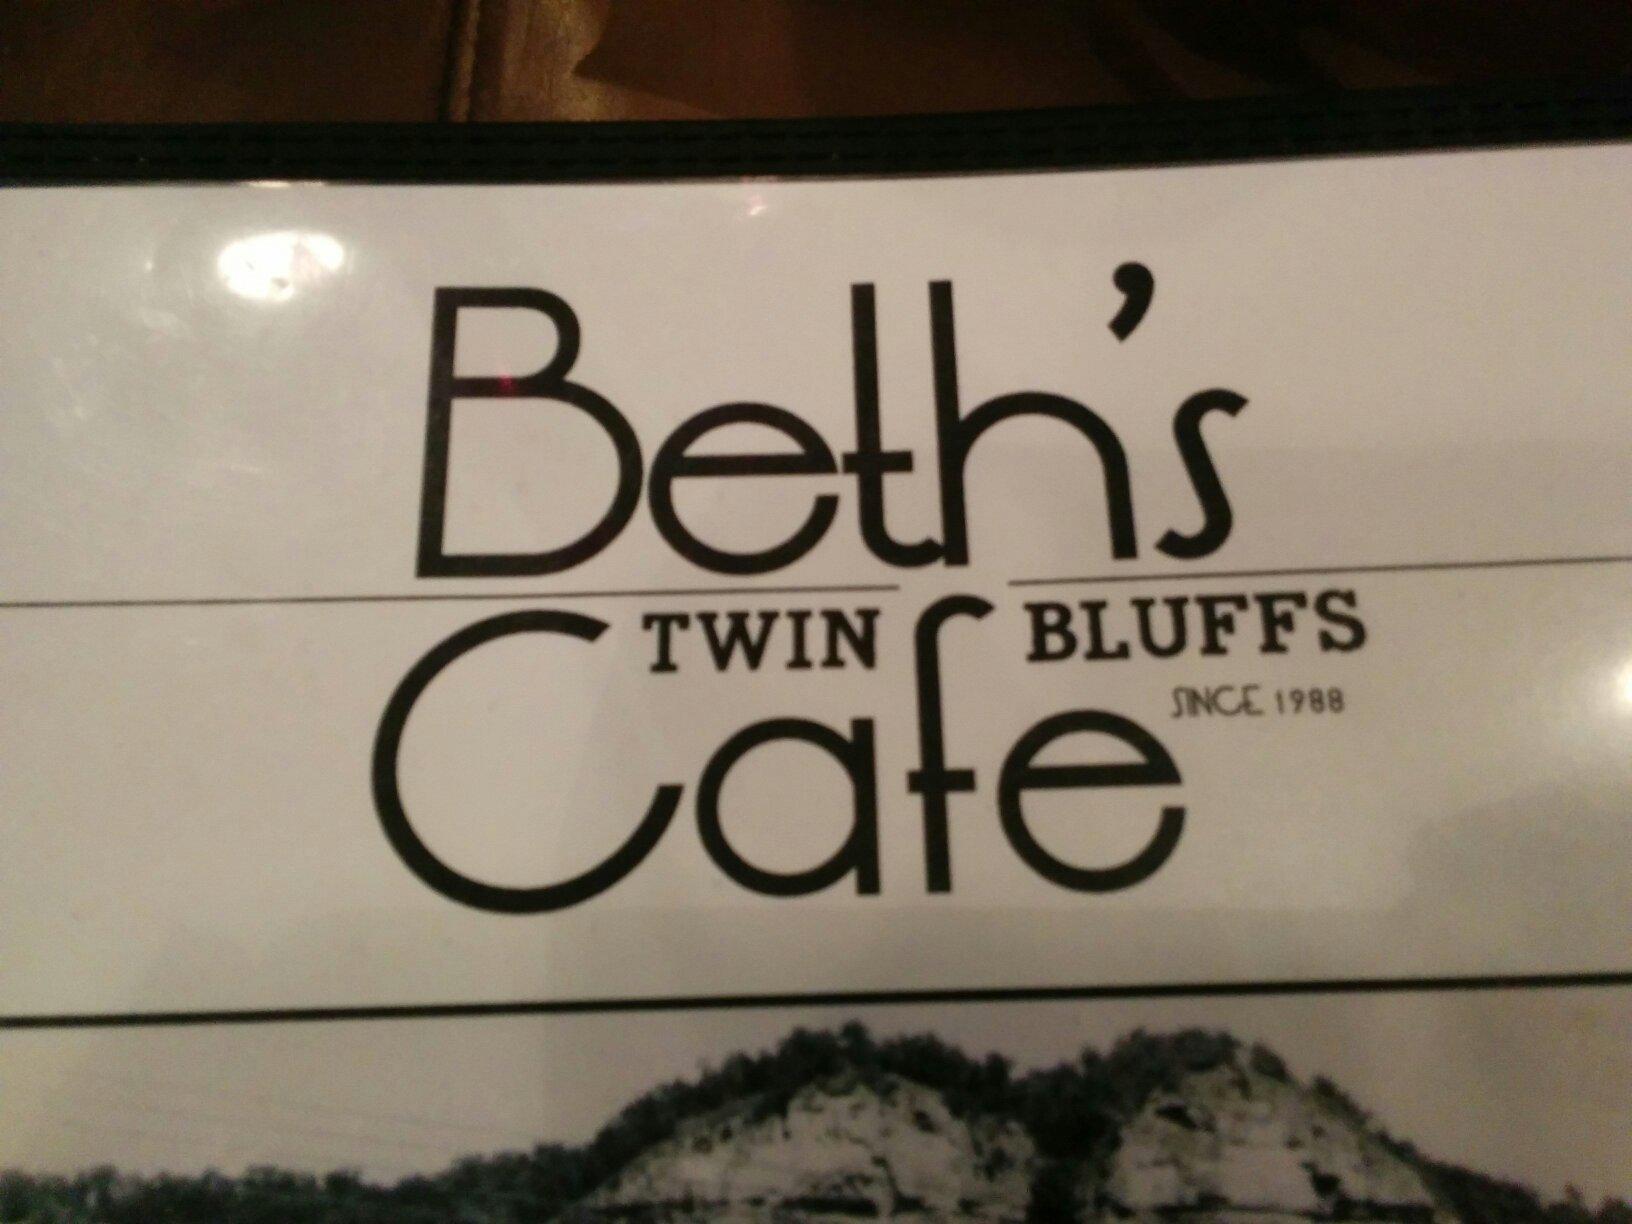 Beth's
TWIN BLUFFS
Cafe
SINCE 1988